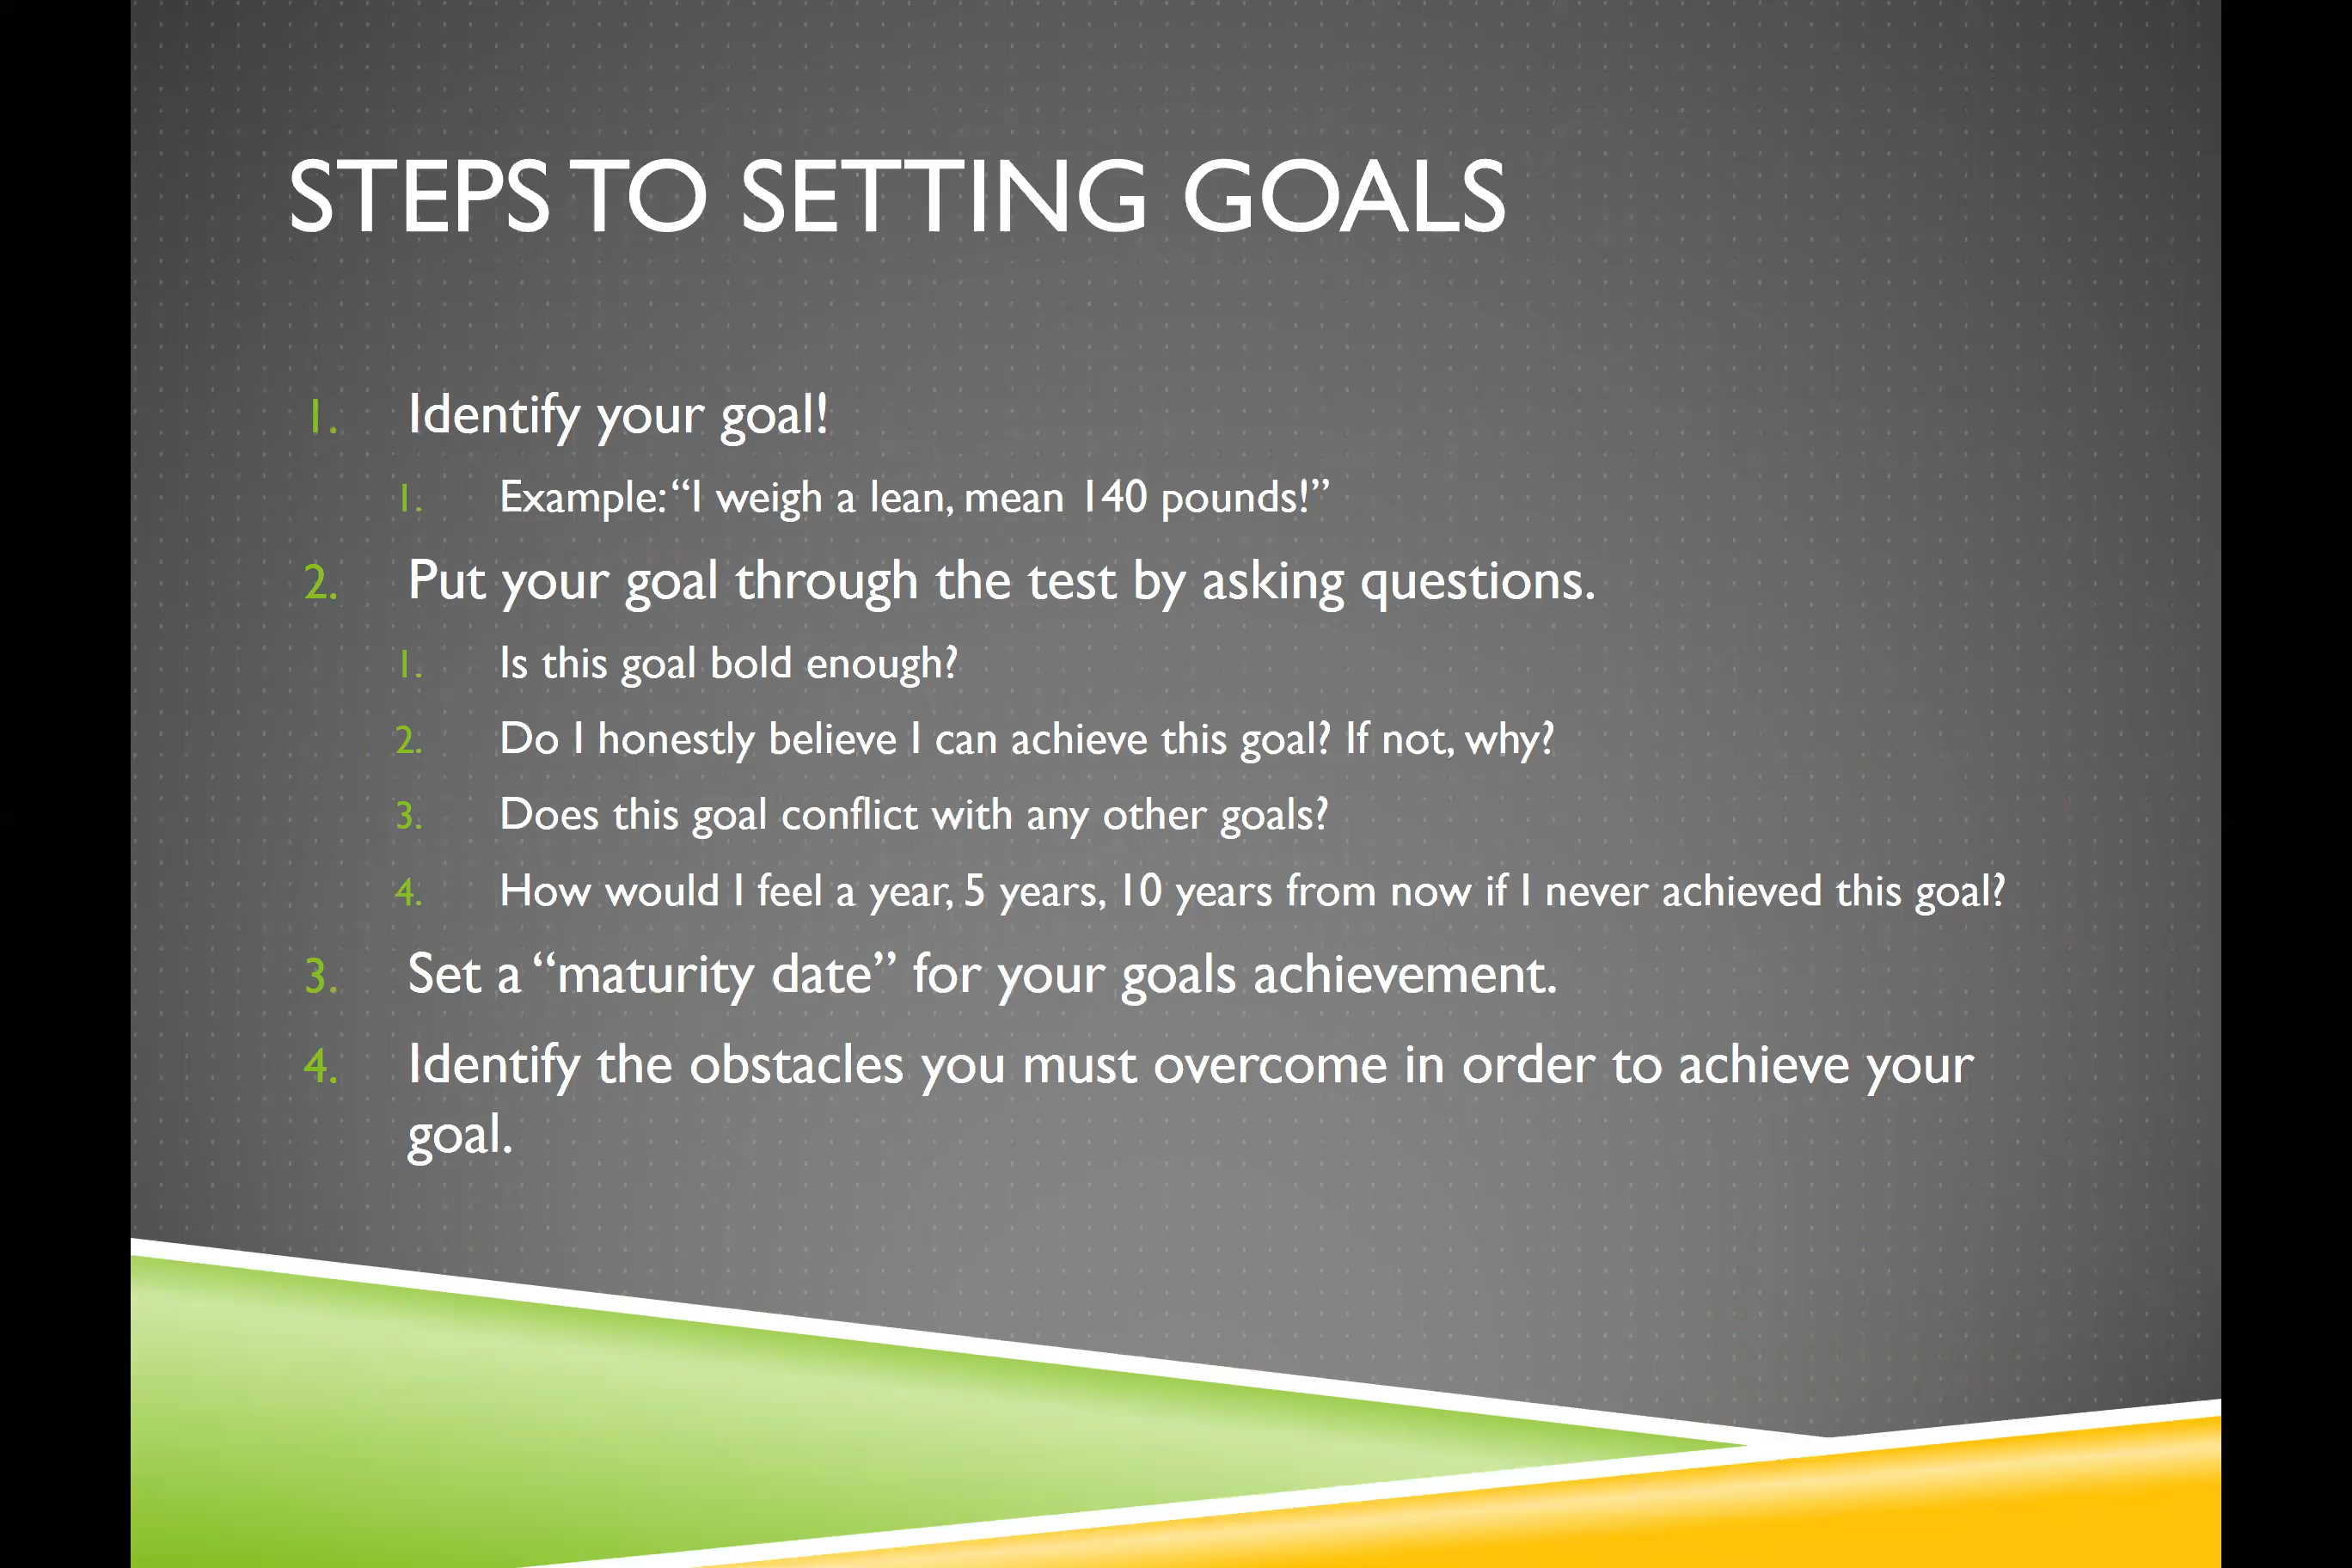 STEPS TO SETTING GOALS
1. Identify your goal!
1. Example: “I weigh a lean, mean 140 pounds!”
2. Put your goal through the test by asking questions.
1. Is this goal bold enough?
2. Do I honestly believe I can achieve this goal? If not, why?
3. Does this goal conflict with any other goals?
4. How would I feel a year, 5 years, 10 years from now if I never achieved this goal?
3. Set a “maturity date” for your goals achievement.
4. Identify the obstacles you must overcome in order to achieve your
goal.